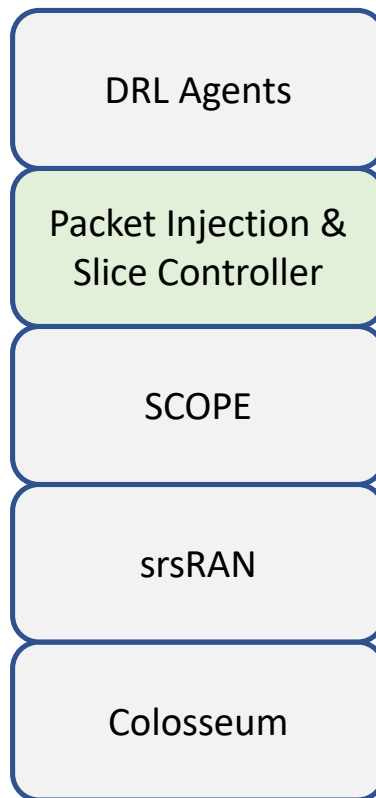 DRL Agents
Packet Injection &
Slice Controller
SCOPE
srsRAN
Colosseum